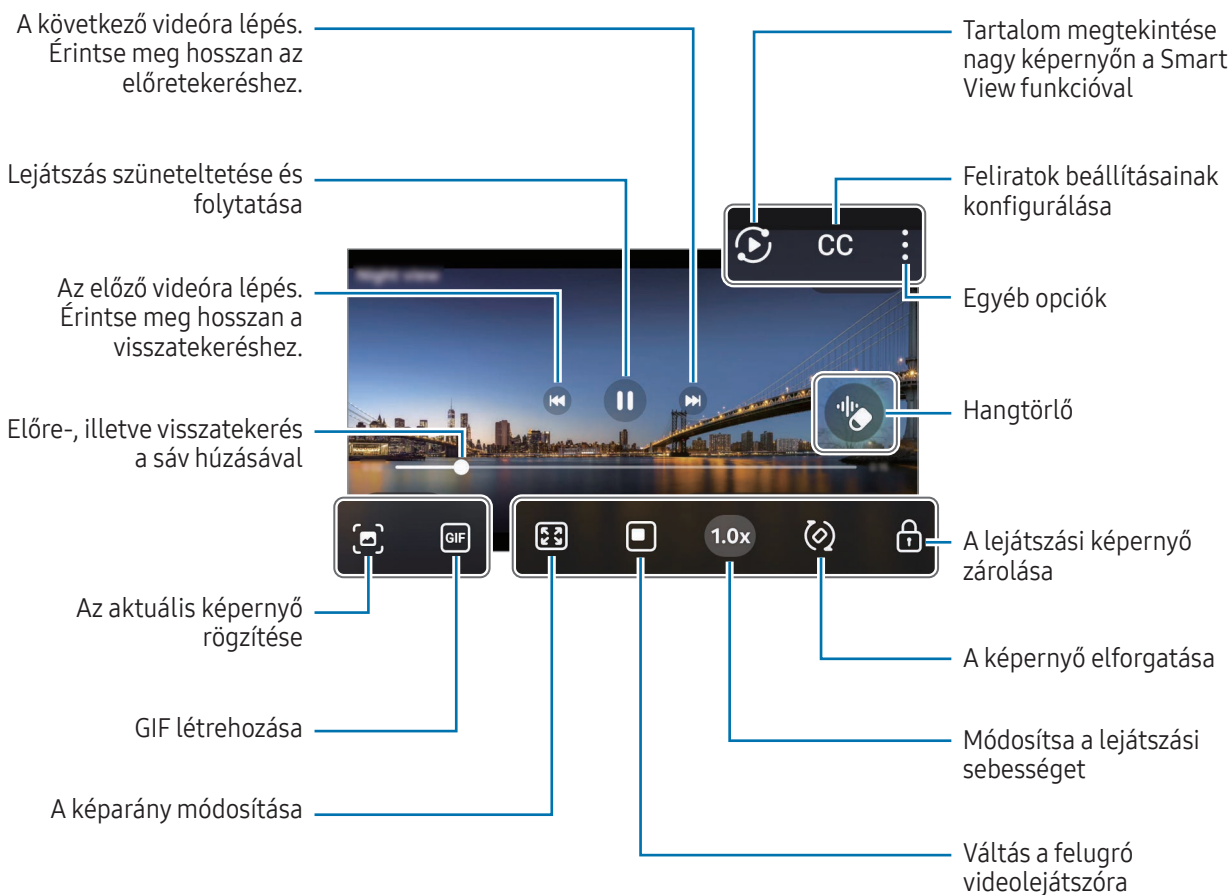 A következő videóra lépés.
Érintse meg hosszan az
előretekeréshez.
Lejátszás szüneteltetése és
folytatása
Az előző videóra lépés.
Érintse meg hosszan a
visszatekeréshez.
Előre-, illetve visszatekerés
a sáv húzásával
Az aktuális képernyő
rögzítése
GIF létrehozása
A képarány módosítása
Night view
CC
GIF
1.0x
Tartalom megtekintése
nagy képernyőn a Smart
View funkcióval
Feliratok beállításainak
konfigurálása
Egyéb opciók
Hangtörlő
A lejátszási képernyő
zárolása
A képernyő elforgatása
Módosítsa a lejátszási
sebességet
Váltás a felugró
videolejátszóra